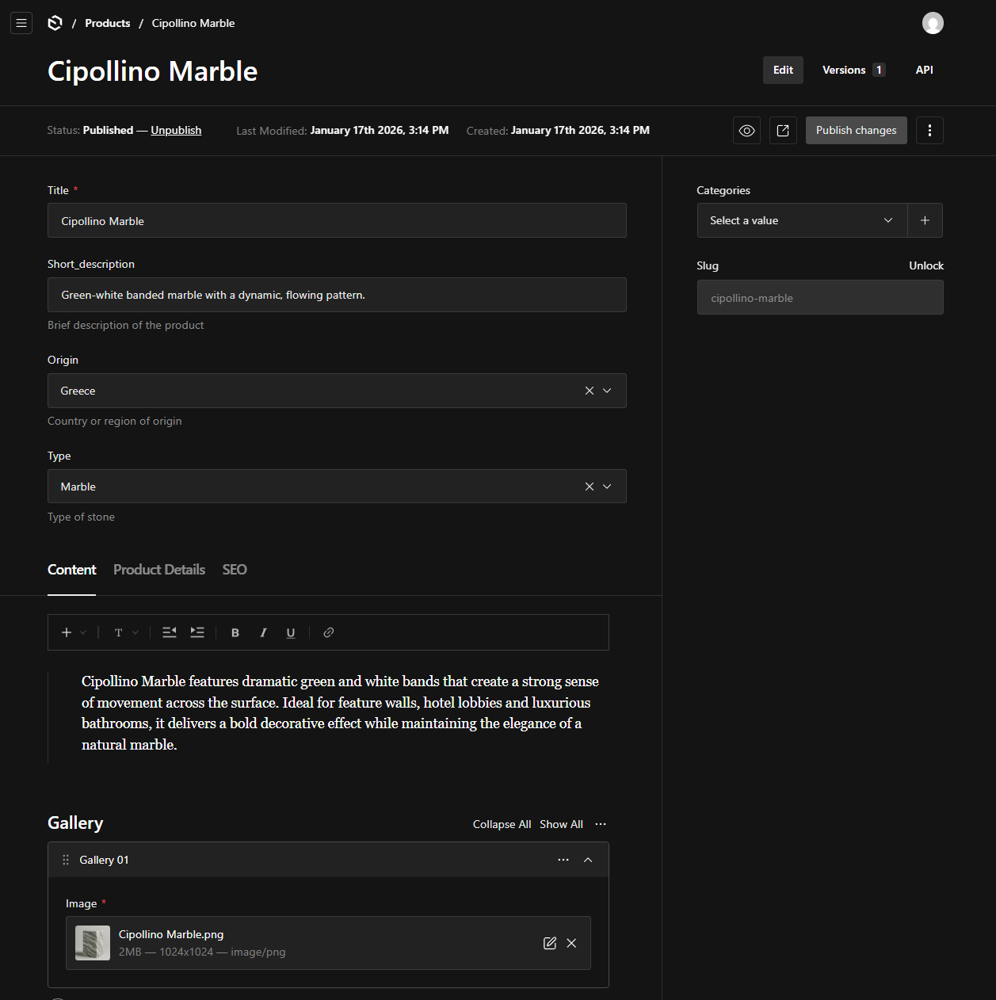 / Products / Cipollino Marble
Cipollino Marble
Edit Versions 1 API
Status: Published — Unpublish Last Modified: January 17th 2026, 3:14 PM Created: January 17th 2026, 3:14 PM Publish changes
Title *
Cipollino Marble
Short_description
Green-white banded marble with a dynamic, flowing pattern.
Brief description of the product
Origin
Greece
Country or region of origin
Type
Marble
Type of stone
Categories
Select a value
Slug Unlock
cipollino-marble
Content Product Details SEO
T B I U
Cipollino Marble features dramatic green and white bands that create a strong sense
of movement across the surface. Ideal for feature walls, hotel lobbies and luxurious
bathrooms, it delivers a bold decorative effect while maintaining the elegance of a
natural marble.
Gallery Collapse All Show All
Gallery 01
Image *
Cipollino Marble.png
2MB — 1024x1024 — image/png